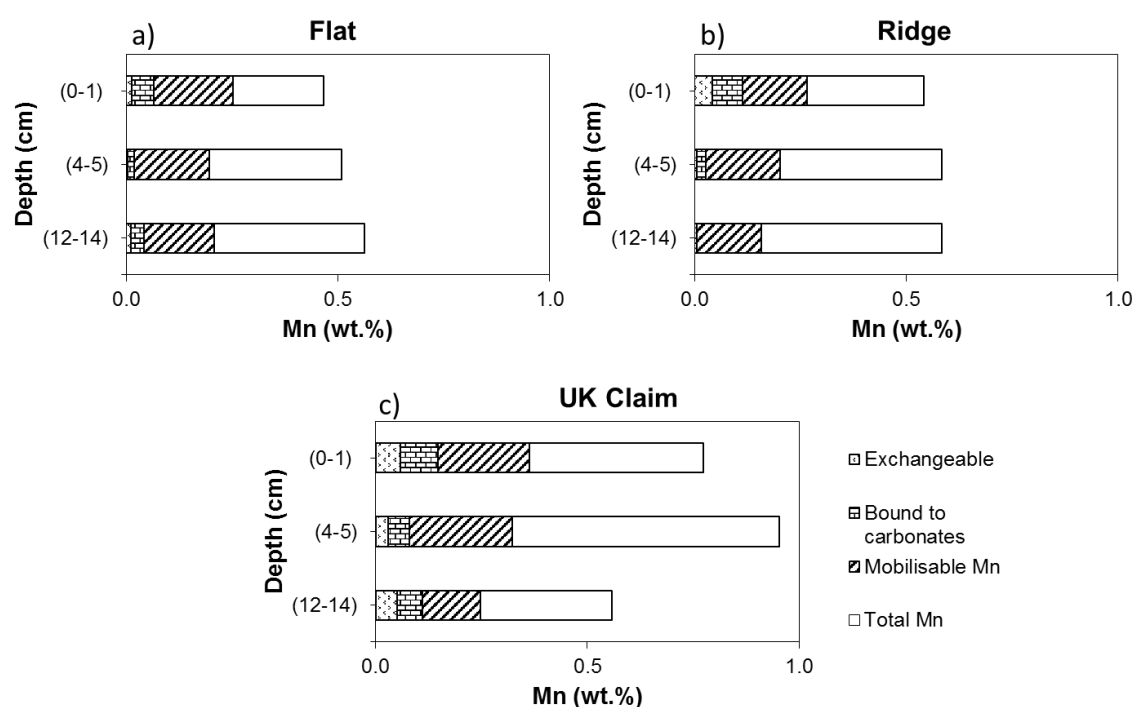 a) Flat
Depth (cm)
(0-1)
(4-5)
(12-14)
0.0 0.5 1.0
Mn (wt.%)
b) Ridge
Depth (cm)
(0-1)
(4-5)
(12-14)
0.0 0.5 1.0
Mn (wt.%)
c) UK Claim
Depth (cm)
(0-1)
(4-5)
(12-14)
0.0 0.5 1.0
Mn (wt.%)
Exchangeable
Bound to
carbonates
Mobilisable Mn
Total Mn